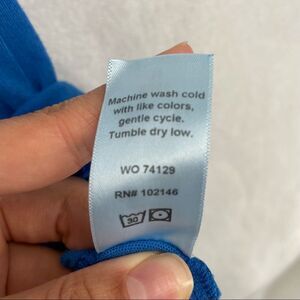 Machine wash cold
with like colors,
gentle cycle.
Tumble dry low.
WO 74129
RN# 102146
30